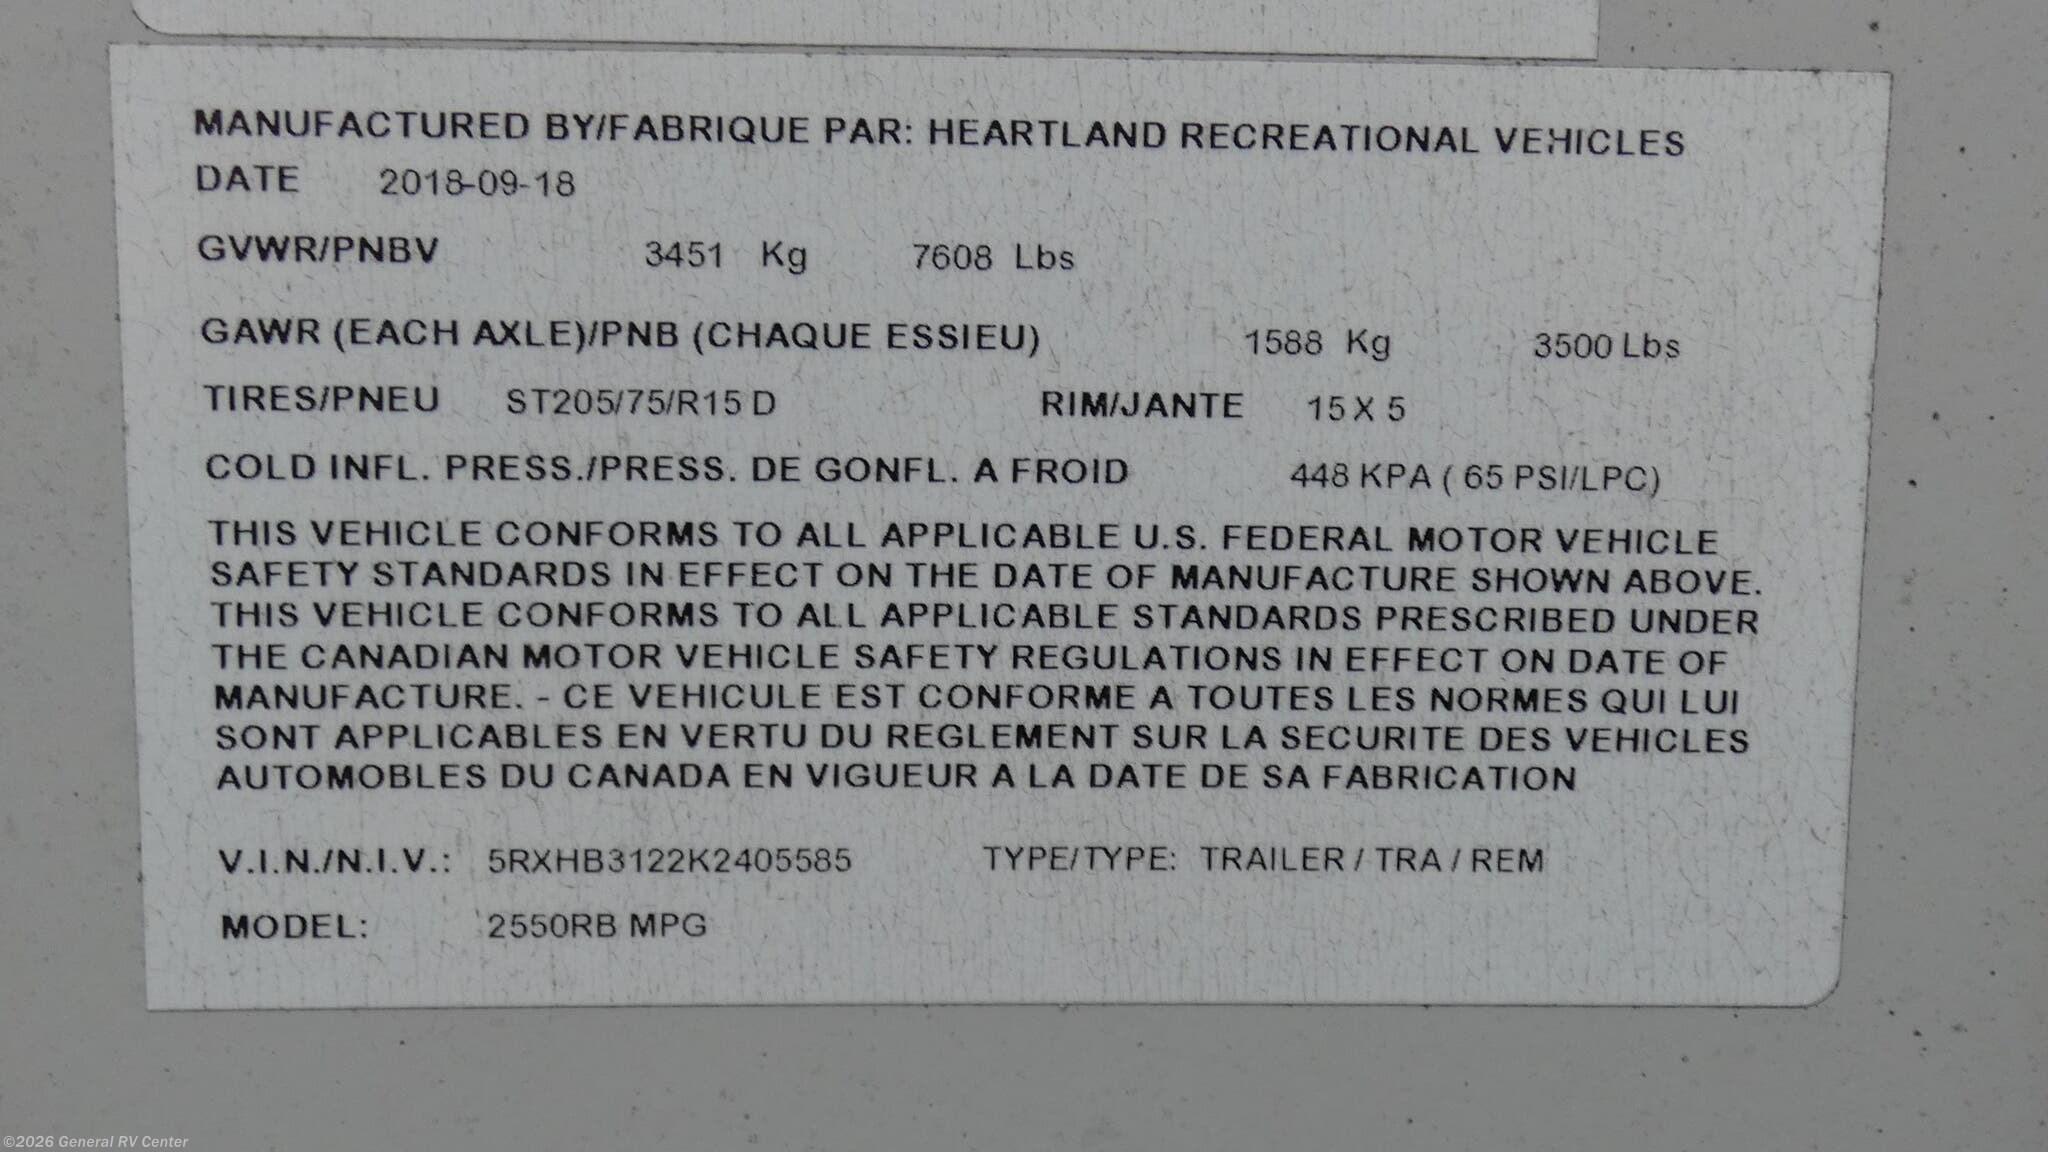 MANUFACTURED BY/FABRIQUE PAR: HEARTLAND RECREATIONAL VEHICLES
DATE 2018-09-18
GVWR/PNBV 3451 Kg 7608 Lbs
GAWR (EACH AXLE)/PNB (CHAQUE ESSIEU) 1588 Kg 3500 Lbs
TIRES/PNEU ST205/75/R15 D RIM/JANTE 15 X 5
COLD INFL. PRESS./PRESS. DE GONFL. A FROID 448 KPA ( 65 PSI/LPC)
THIS VEHICLE CONFORMS TO ALL APPLICABLE U.S. FEDERAL MOTOR VEHICLE
SAFETY STANDARDS IN EFFECT ON THE DATE OF MANUFACTURE SHOWN ABOVE.
THIS VEHICLE CONFORMS TO ALL APPLICABLE STANDARDS PRESCRIBED UNDER
THE CANADIAN MOTOR VEHICLE SAFETY REGULATIONS IN EFFECT ON DATE OF
MANUFACTURE. - CE VEHICULE EST CONFORME A TOUTES LES NORMES QUI LUI
SONT APPLICABLES EN VERTU DU REGLEMENT SUR LA SECURITE DES VEHICLES
AUTOMOBLES DU CANADA EN VIGUEUR A LA DATE DE SA FABRICATION
V.I.N./N.I.V.: 5RXHB3122K2405585 TYPE/TYPE: TRAILER / TRA / REM
MODEL: 2550RB MPG
©2026 General RV Center